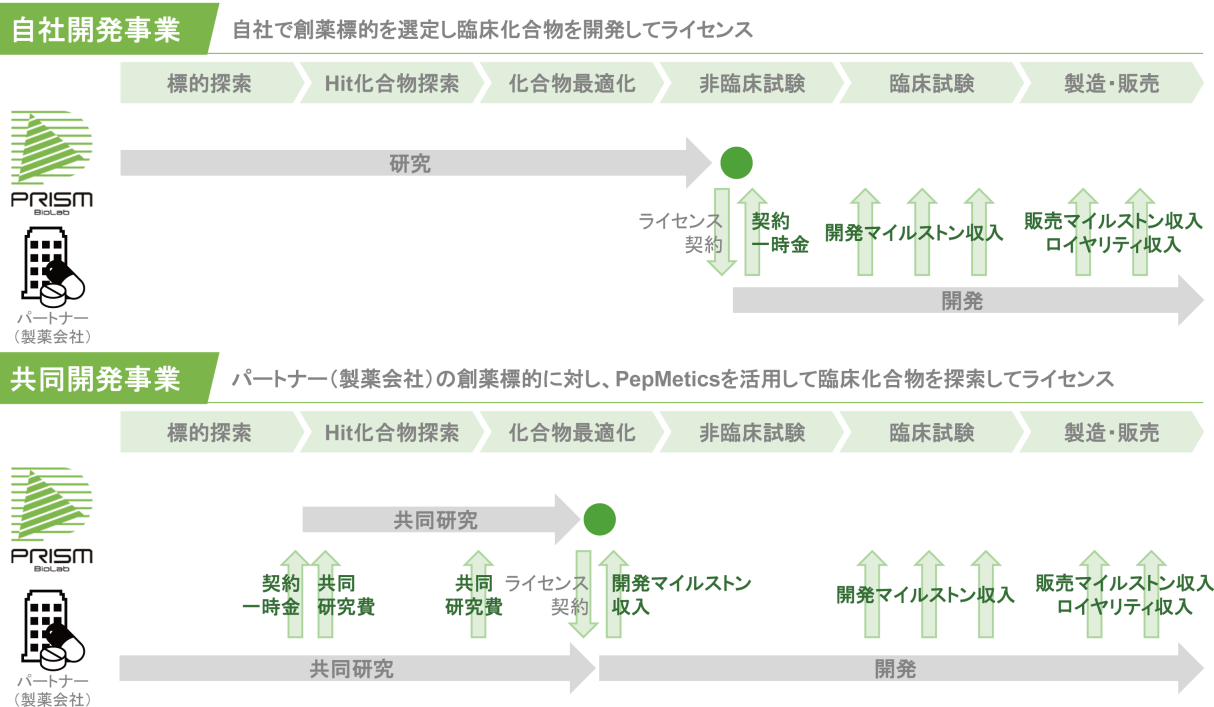 自社開発事業
自社で創薬標的を選定し臨床化合物を開発してライセンス
標的探索
Hit化合物探索
化合物最適化
非臨床試験
臨床試験
製造・販売
PRISM
BioLab
研究
ライセンス
契約
契約
一時金
開発マイルストン収入
販売マイルストン収入
ロイヤリティ収入
パートナー
（製薬会社）
開発
共同開発事業
パートナー（製薬会社）の創薬標的に対し、PepMeticsを活用して臨床化合物を探索してライセンス
標的探索
Hit化合物探索
化合物最適化
非臨床試験
臨床試験
製造・販売
PRISM
BioLab
共同研究
契約
一時金
共同
研究費
共同
研究費
ライセンス
契約
開発マイルストン
収入
開発マイルストン収入
販売マイルストン収入
ロイヤリティ収入
パートナー
（製薬会社）
共同研究
開発